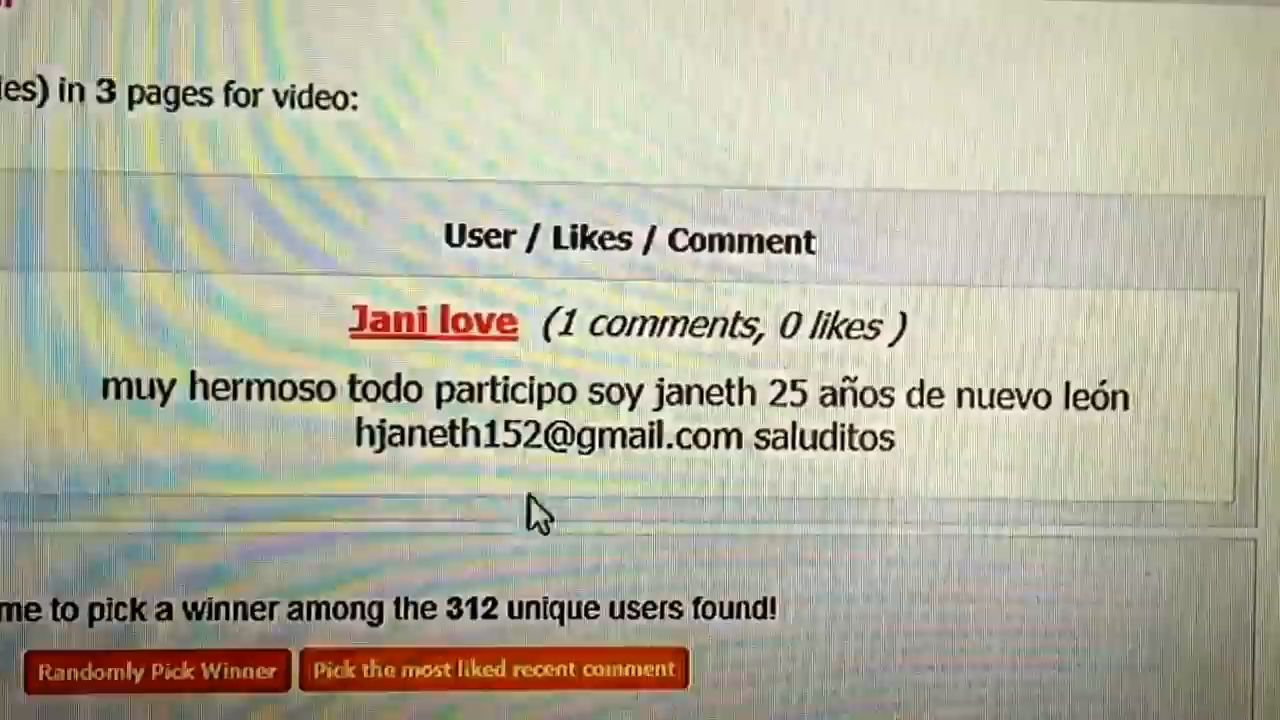 ies) in 3 pages for video:
User / Likes / Comment
Jani love (1 comments, 0 likes )
muy hermoso todo participo soy janeth 25 años de nuevo león
hjaneth152@gmail.com saluditos
me to pick a winner among the 312 unique users found!
Randomly Pick Winner Pick the most liked recent comment